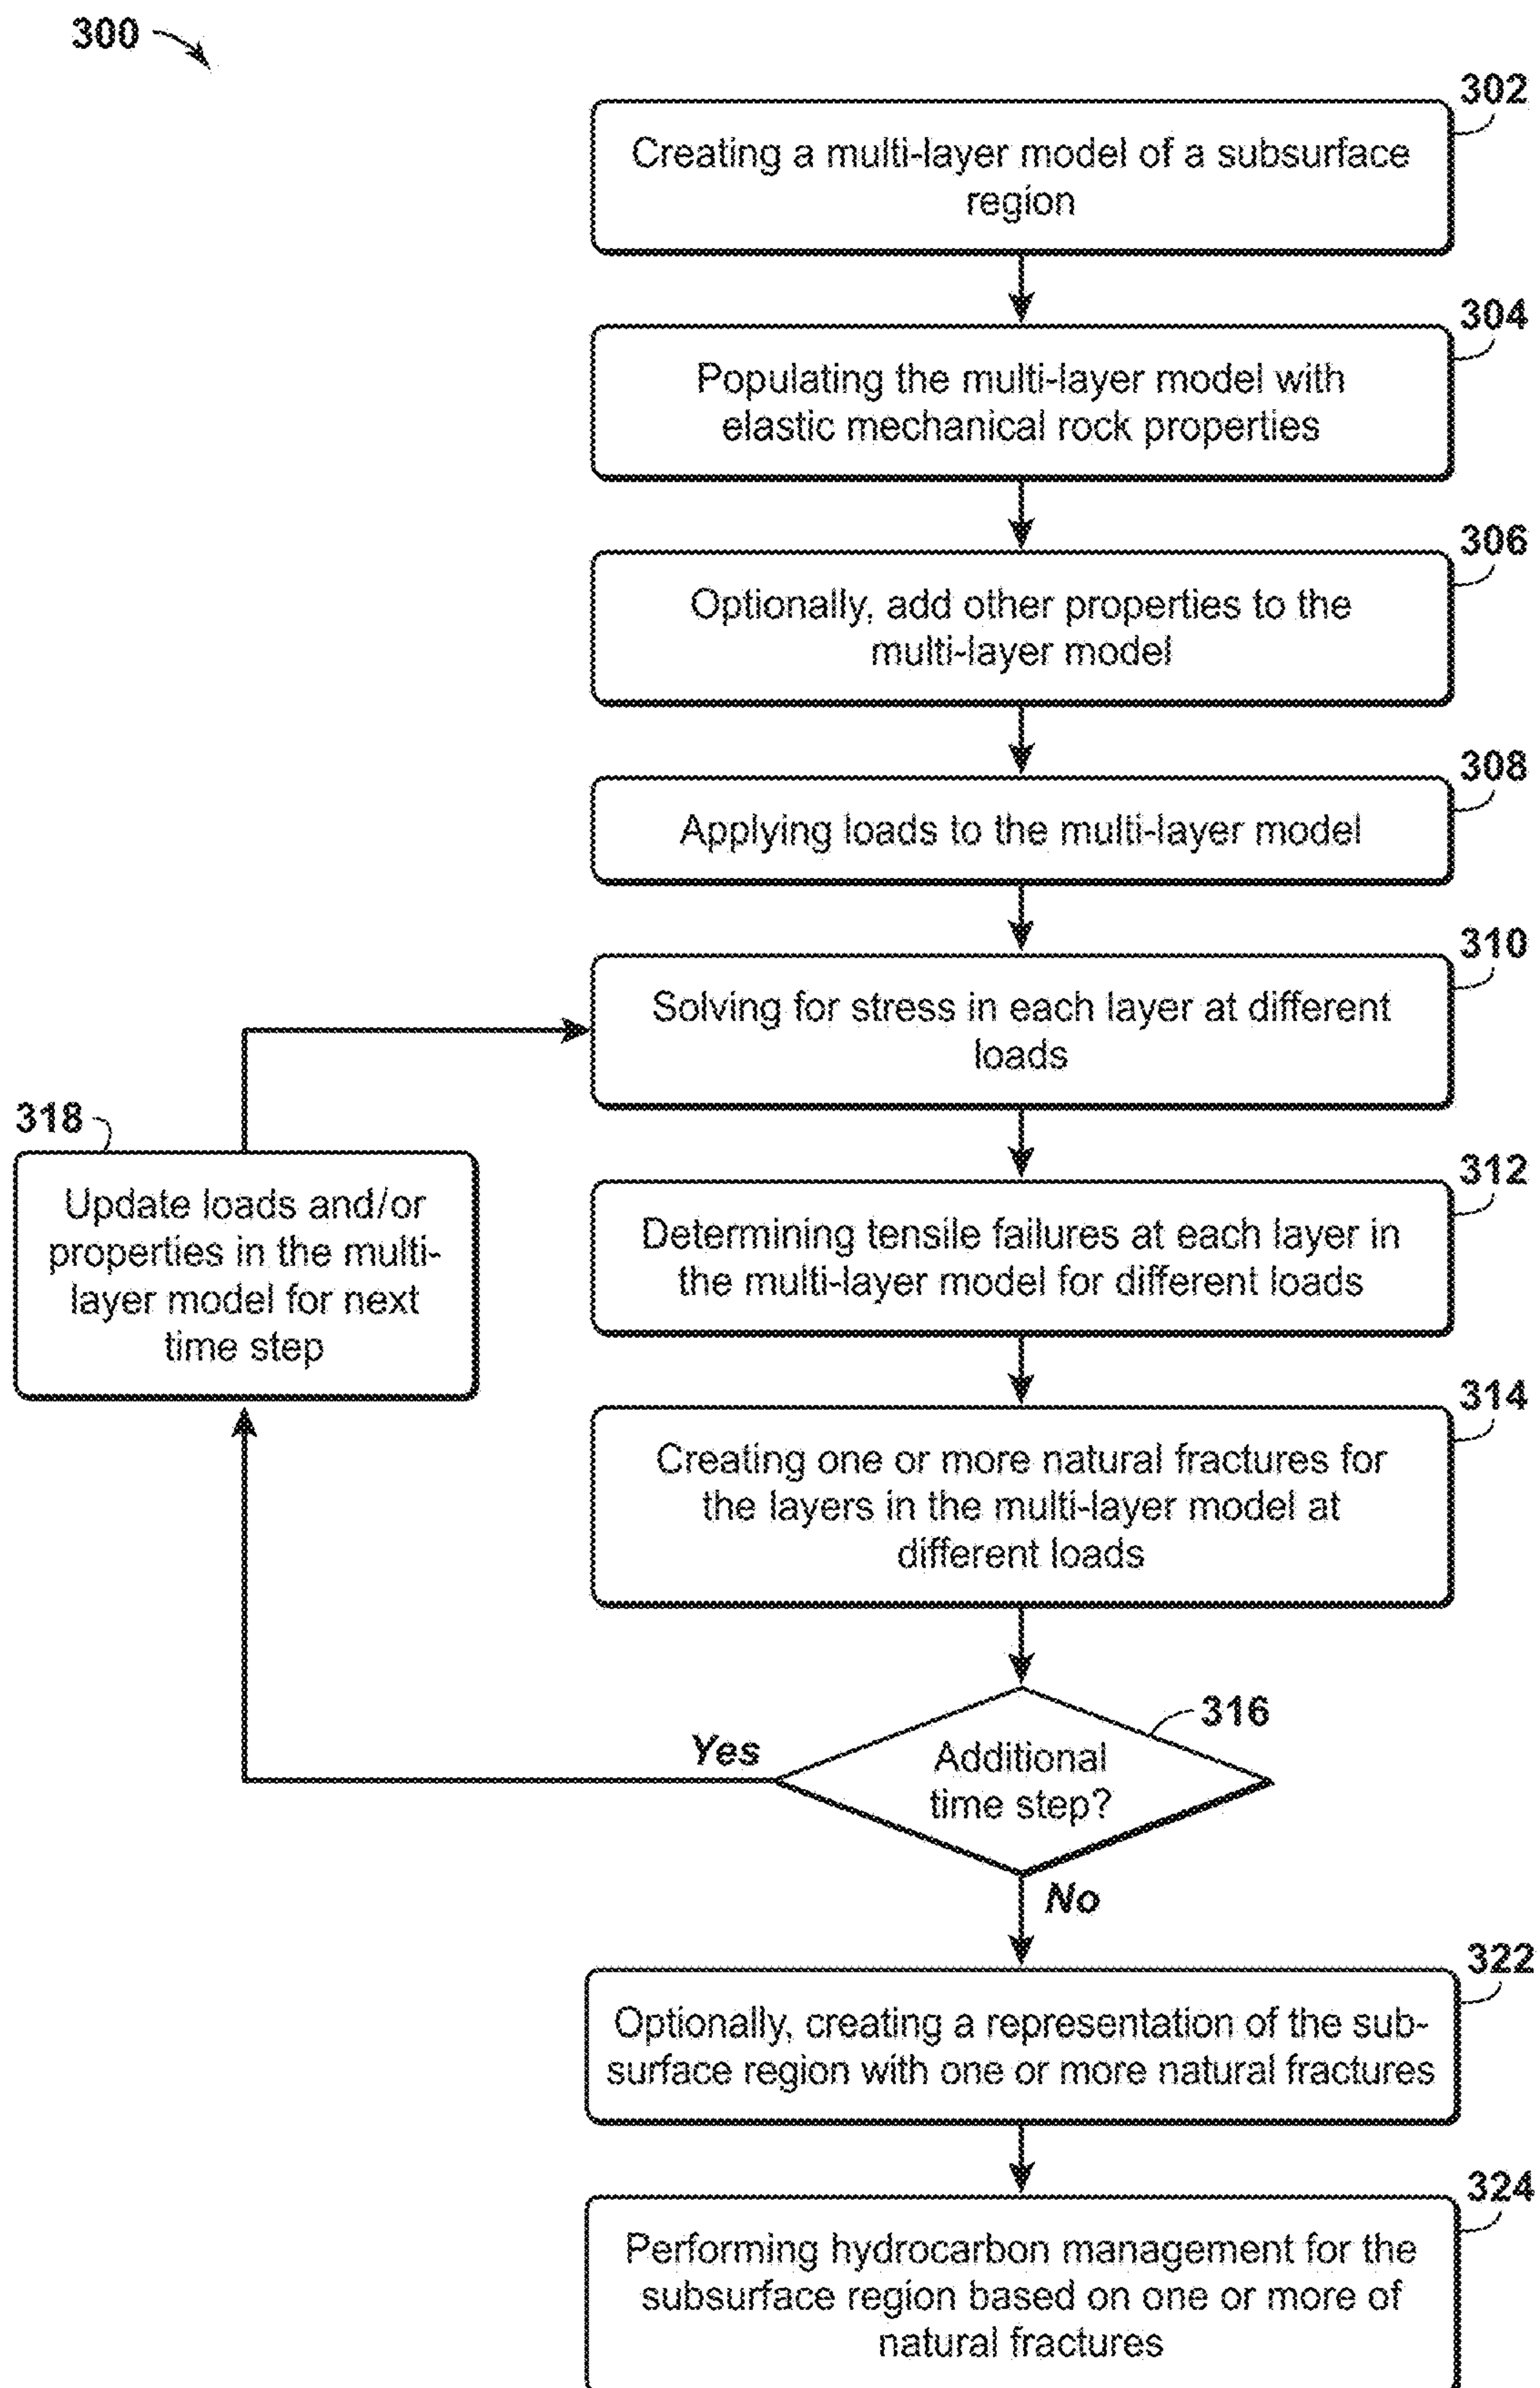 300
302
Creating a multi-layer model of a subsurface
region
304
Populating the multi-layer model with
elastic mechanical rock properties
306
Optionally, add other properties to the
multi-layer model
308
Applying loads to the multi-layer model
310
Solving for stress in each layer at different
loads
318
Update loads and/or
properties in the multi-
layer model for next
time step
312
Determining tensile failures at each layer in
the multi-layer model for different loads
314
Creating one or more natural fractures for
the layers in the multi-layer model at
different loads
316
Yes
Additional
time step?
No
322
Optionally, creating a representation of the sub-
surface region with one or more natural fractures
324
Performing hydrocarbon management for the
subsurface region based on one or more of
natural fractures